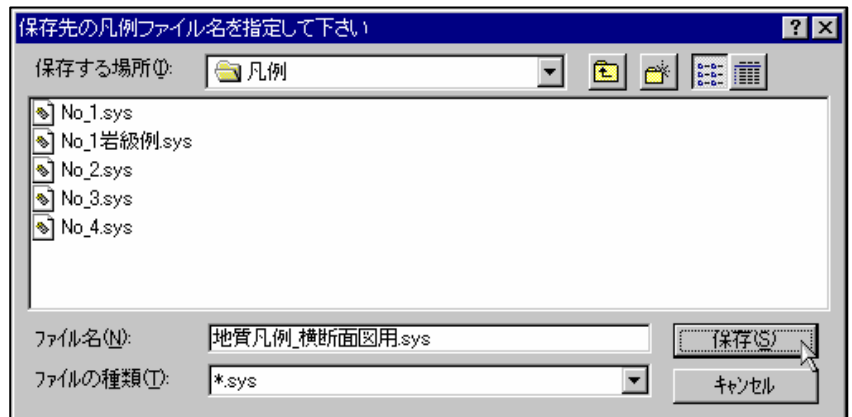 保存先の凡例ファイル名を指定して下さい
保存する場所(I): 凡例
No_1.sys
No_1岩級例.sys
No_2.sys
No_3.sys
No_4.sys
ファイル名(N): 地質凡例_横断面図用.sys 保存(S)
ファイルの種類(T): *.sys キャンセル